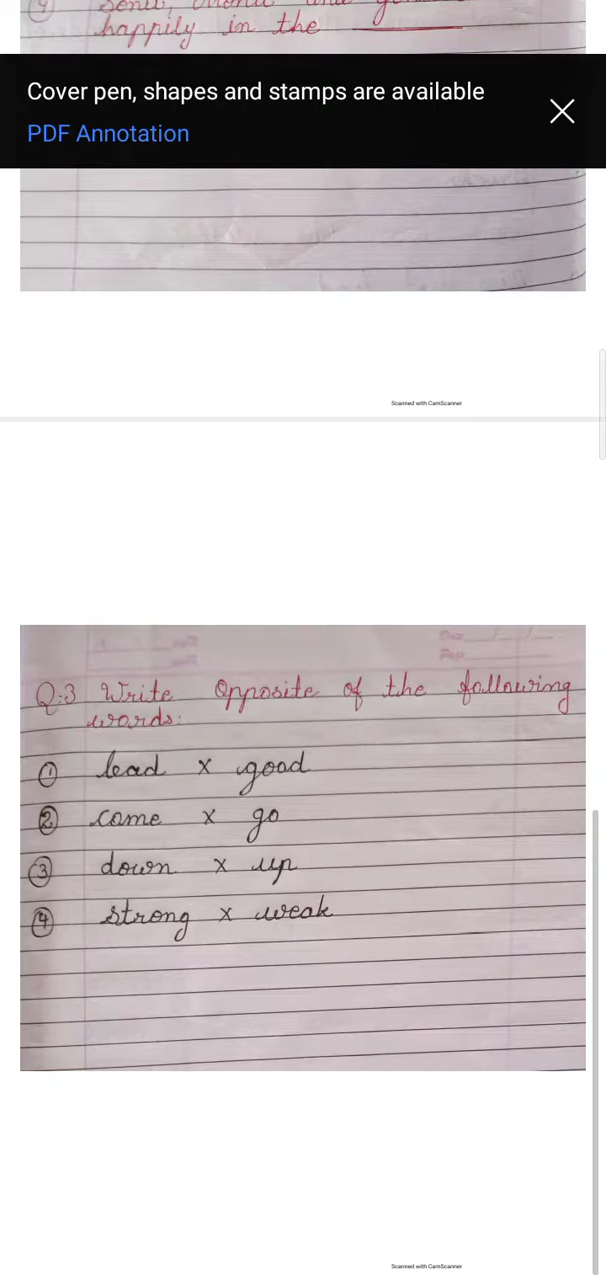 ④
happily in the
Cover pen, shapes and stamps are available
PDF Annotation
Scanned with CamScanner
Q:3 Write Opposite of the following
words:
① bad x good
② come x go
③ down x up
④ strong x weak
Scanned with CamScanner